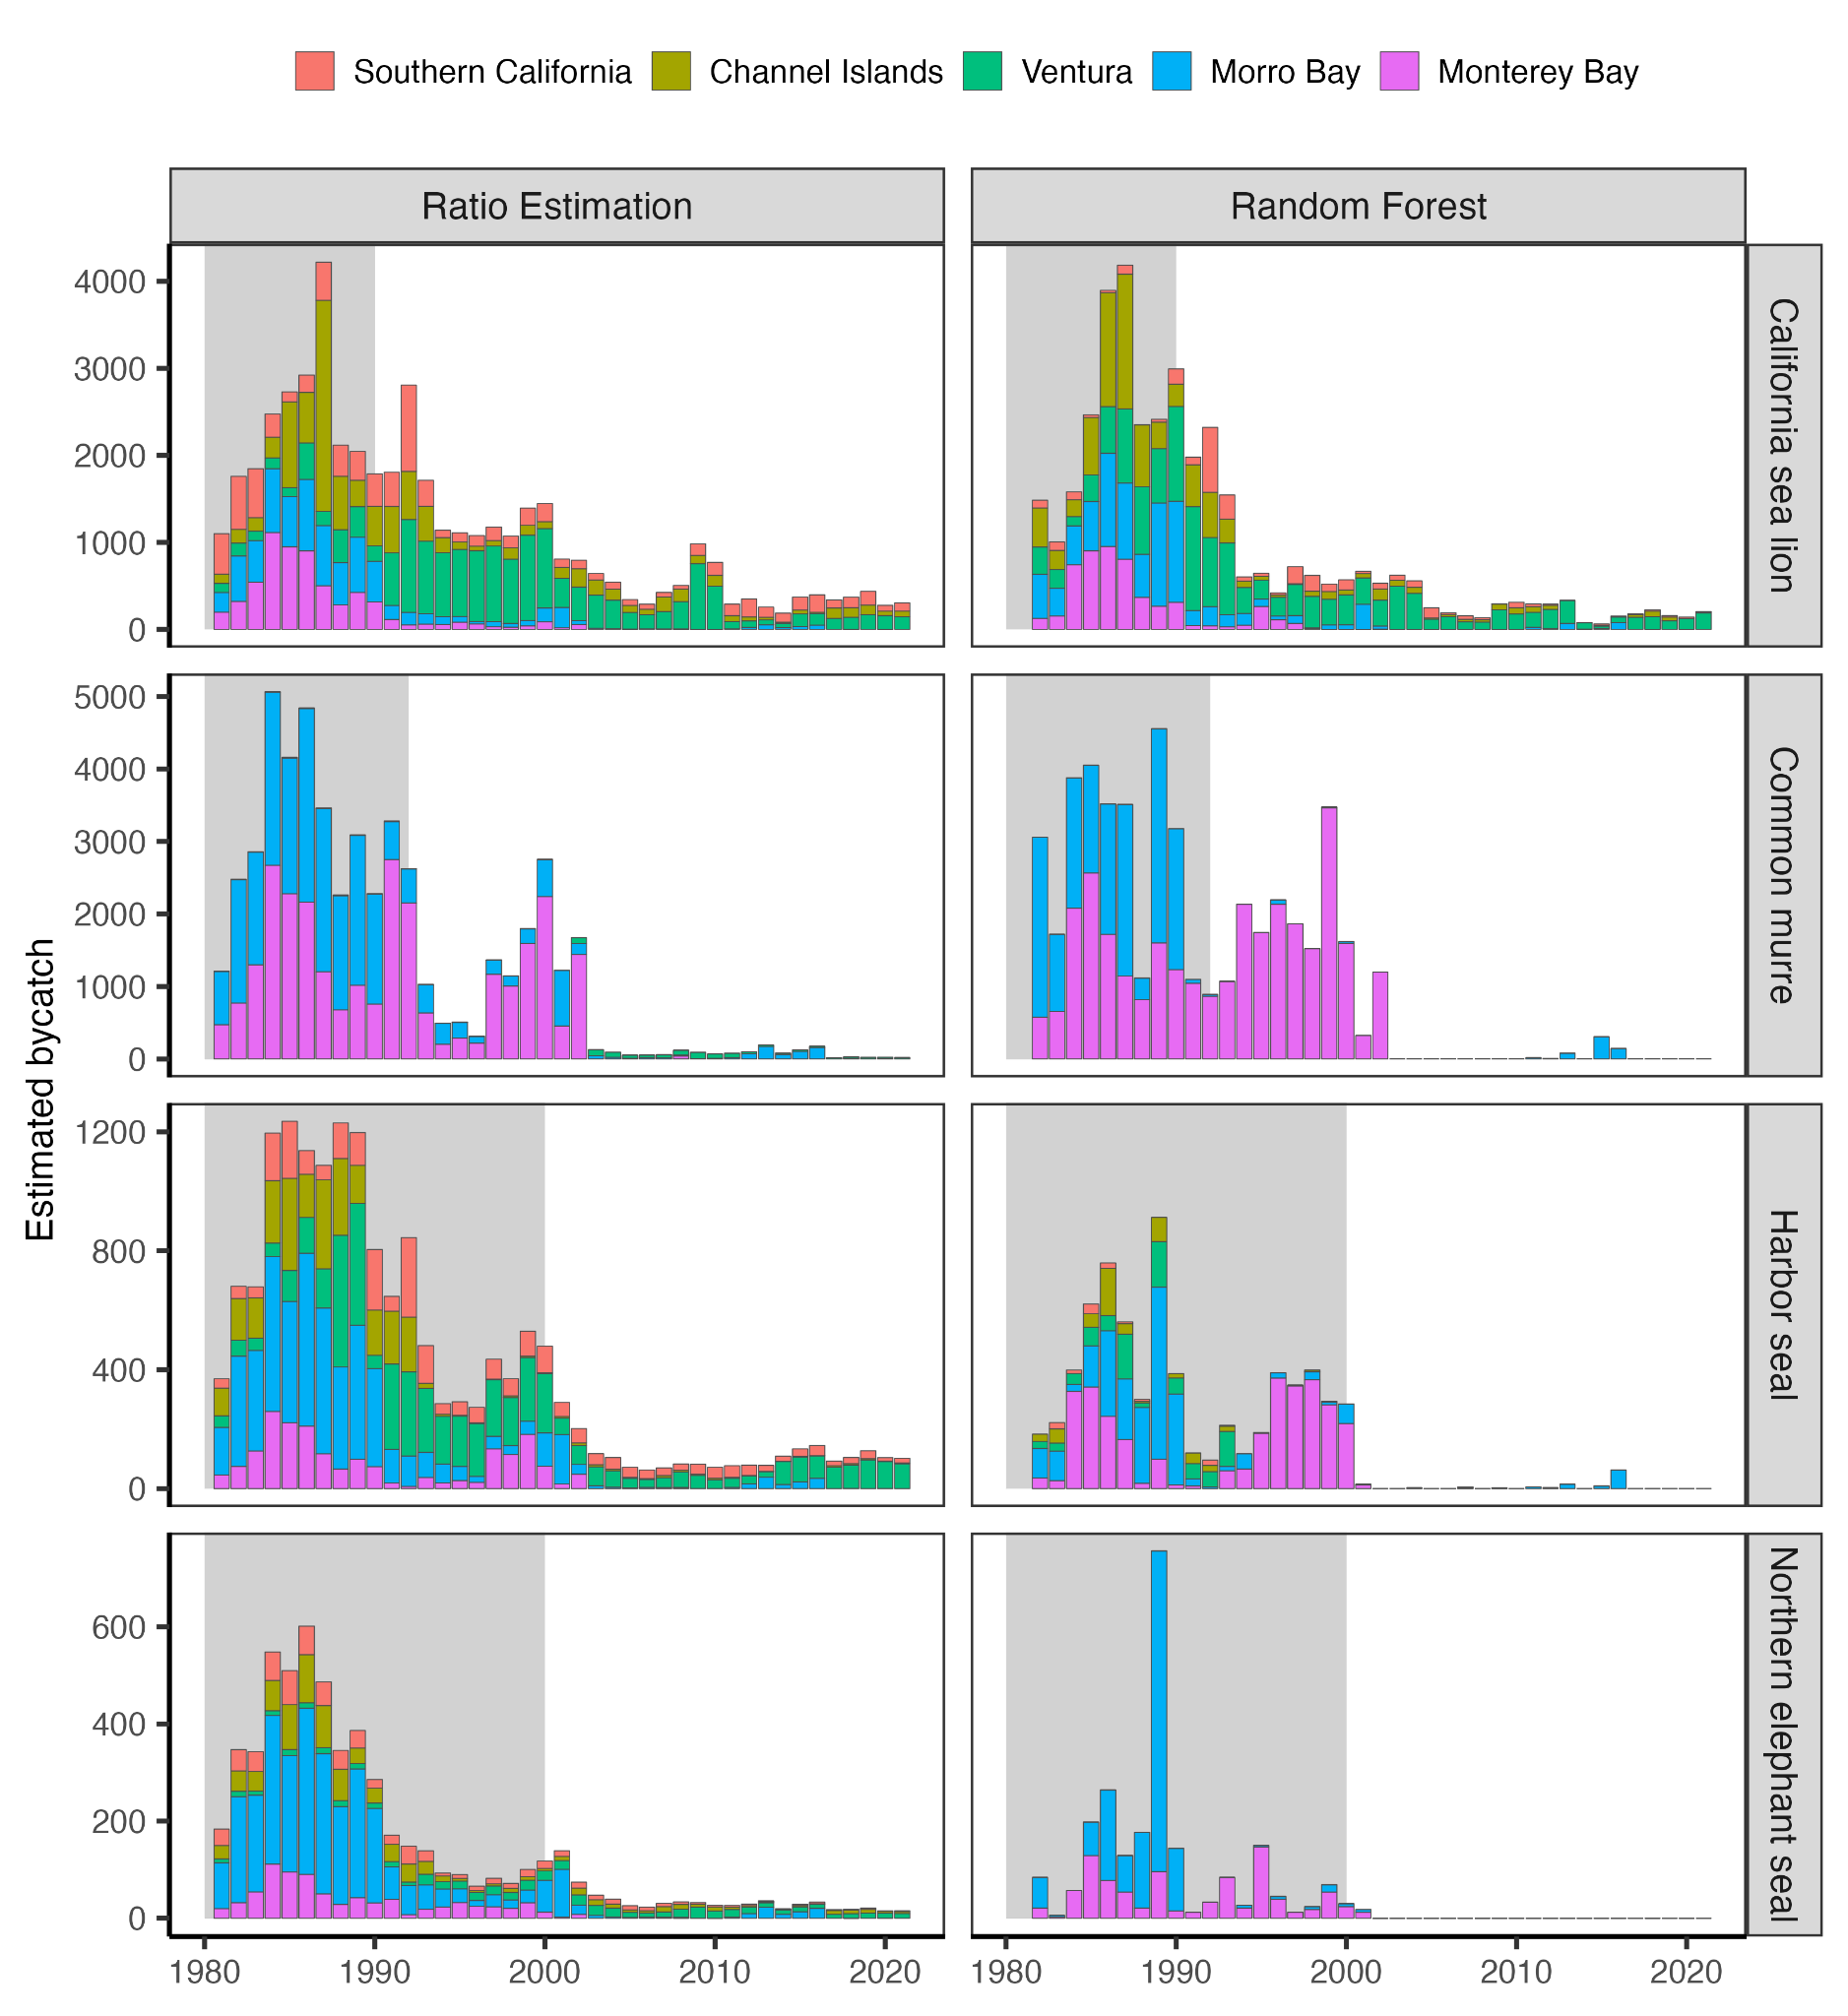 Southern California Channel Islands Ventura Morro Bay Monterey Bay
Ratio Estimation Random Forest
Estimated bycatch
4000
3000
2000
1000
0
California sea lion
5000
4000
3000
2000
1000
0
Common murre
1200
800
400
0
Harbor seal
600
400
200
0
Northern elephant seal
1980 1990 2000 2010 2020 1980 1990 2000 2010 2020